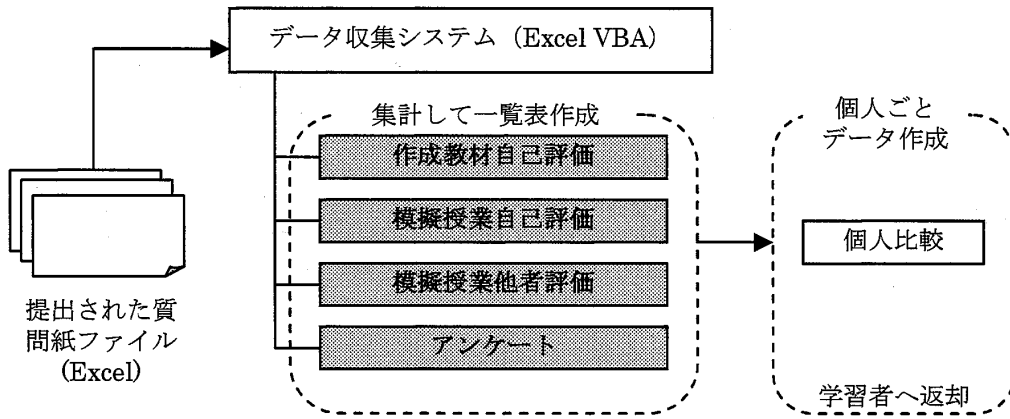 データ収集システム (Excel VBA)
提出された質
問紙ファイル
(Excel)
集計して一覧表作成
作成教材自己評価
模擬授業自己評価
模擬授業他者評価
アンケート
個人ごと
データ作成
個人比較
学習者へ返却